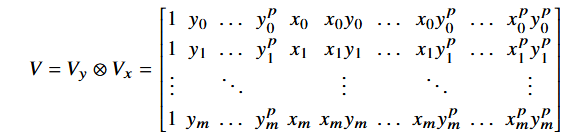 V = V_y ⊗ V_x =
1 y_0 … y_0^p x_0 x_0y_0 … x_0y_0^p … x_0^p y_0^p
1 y_1 … y_1^p x_1 x_1y_1 … x_1y_1^p … x_1^p y_1^p
⋮ ⋱ ⋮ ⋱ ⋮
1 y_m … y_m^p x_m x_my_m … x_my_m^p … x_m^p y_m^p